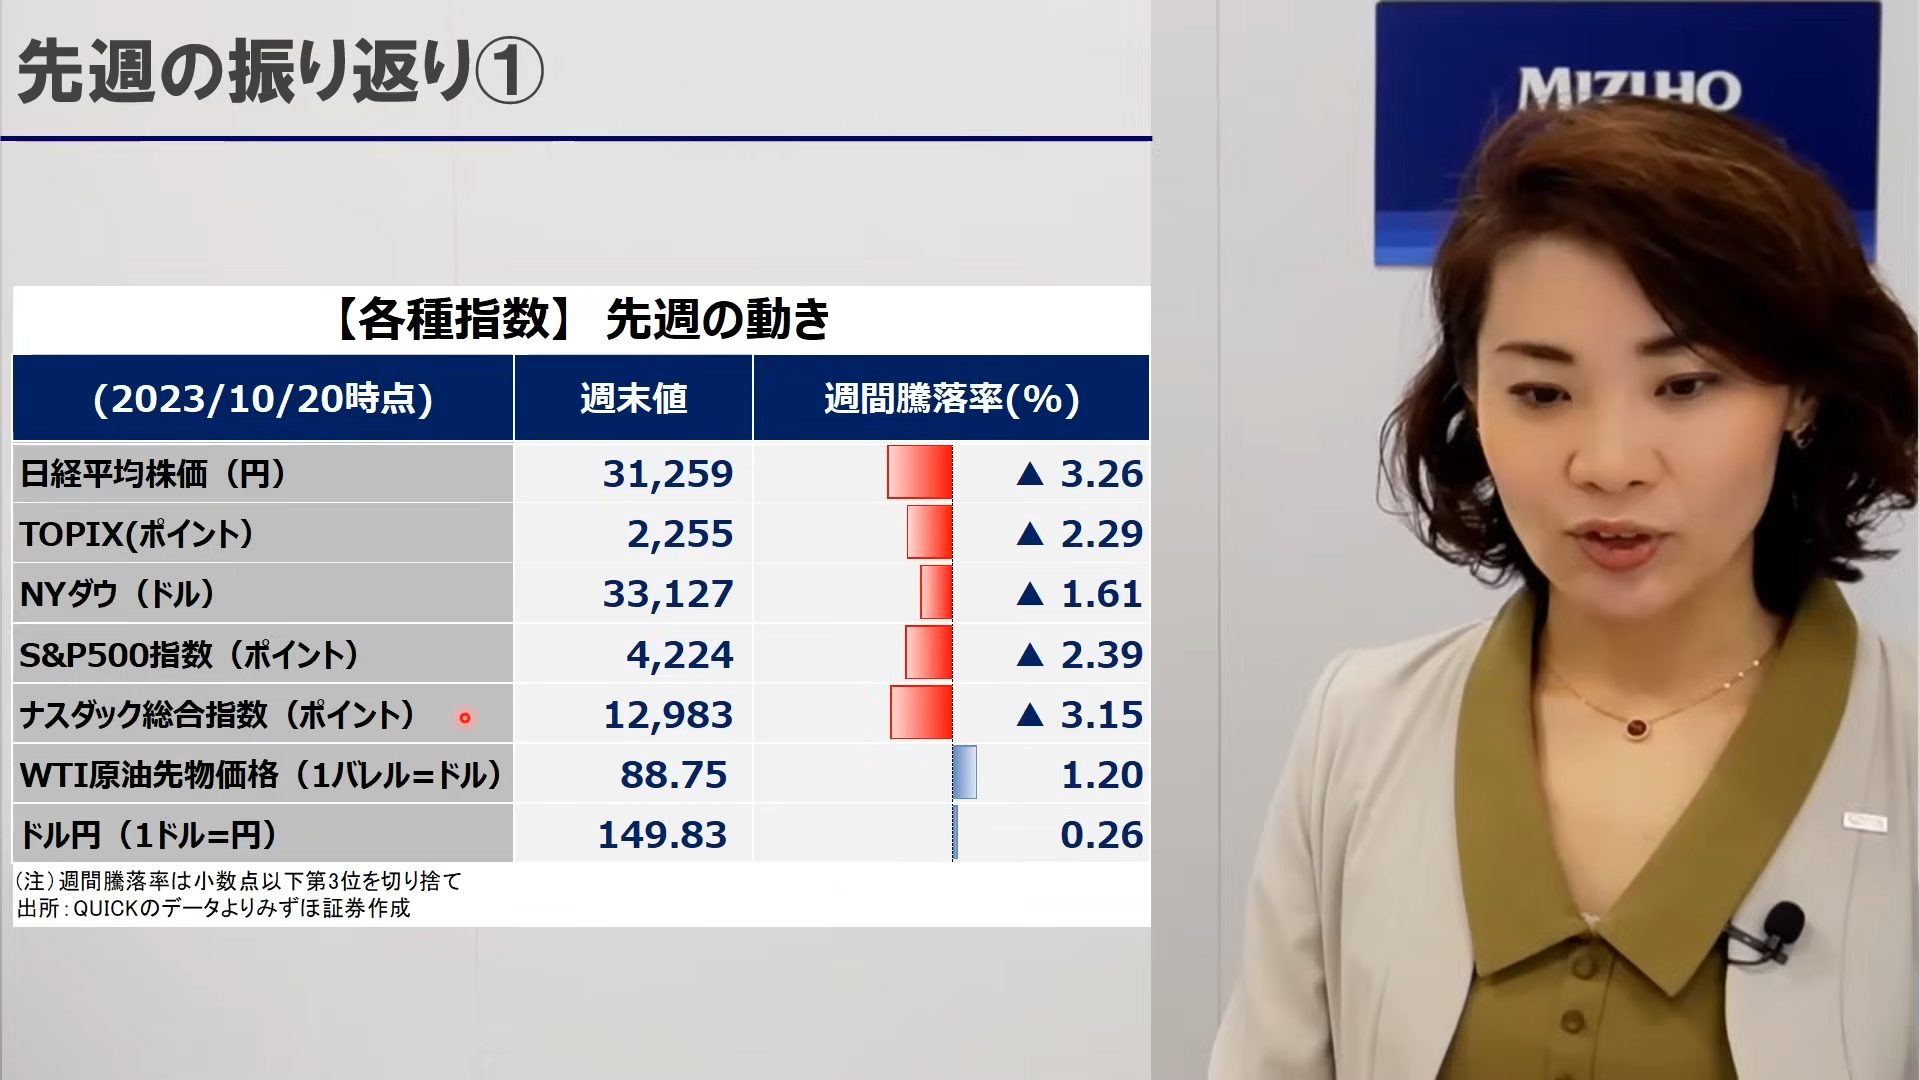 先週の振り返り①
MIZUHO
【各種指数】 先週の動き
(2023/10/20時点) 週末値 週間騰落率(%)
日経平均株価（円） 31,259 ▲ 3.26
TOPIX(ポイント） 2,255 ▲ 2.29
NYダウ（ドル） 33,127 ▲ 1.61
S&P500指数（ポイント） 4,224 ▲ 2.39
ナスダック総合指数（ポイント） 12,983 ▲ 3.15
WTI原油先物価格（1バレル=ドル） 88.75 1.20
ドル円（1ドル=円） 149.83 0.26
（注）週間騰落率は小数点以下第3位を切り捨て
出所：QUICKのデータよりみずほ証券作成